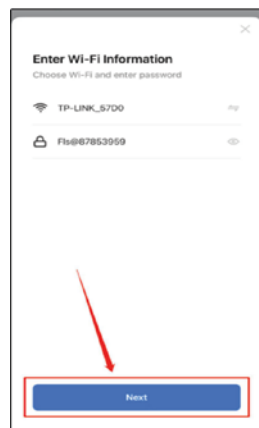 Enter Wi-Fi Information
Choose Wi-Fi and enter password
TP-LINK_57D0
Fls@67853959
Next